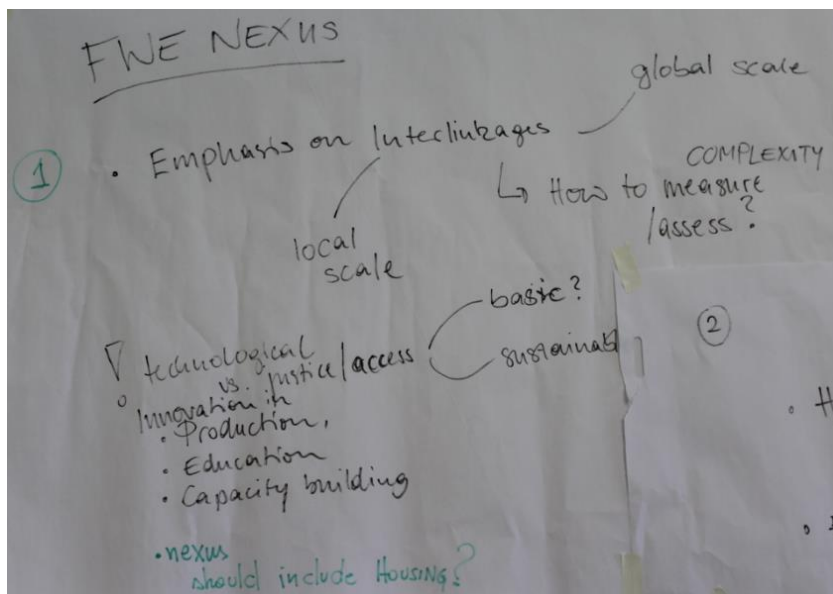 FWE NEXUS
global scale
1
• Emphasis on Interlinkages
COMPLEXITY
↳ How to measure
/assess?
local
scale
basic?
sustainab
technological
vs. justice/access
Innovation in
• Production,
• Education
• Capacity building
• nexus
should include HOUSING?
2
• H